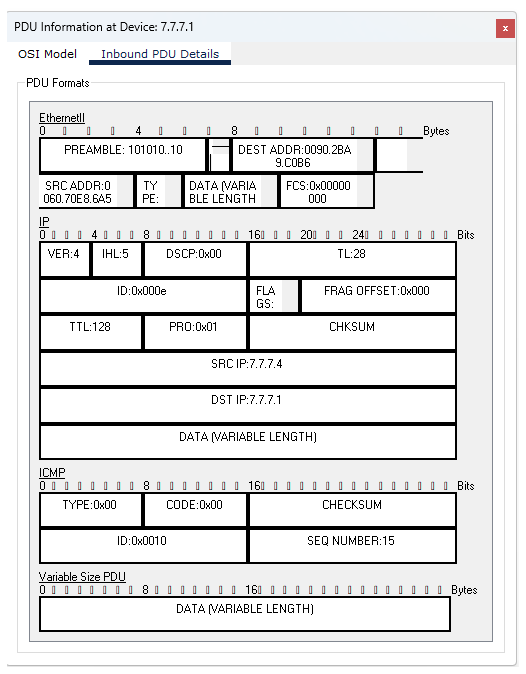 PDU Information at Device: 7.7.7.1
x
OSI Model Inbound PDU Details
PDU Formats
EthernetII
0 4 8 Bytes
PREAMBLE: 101010..10 DEST ADDR:0090.2BA
9.C0B6
SRC ADDR:0 TY DATA (VARIA FCS:0x00000
060.70E8.6A5 PE: BLE LENGTH 000
IP
0 4 8 16 20 24 Bits
VER:4 IHL:5 DSCP:0x00 TL:28
ID:0x000e FLA FRAG OFFSET:0x000
GS:
TTL:128 PRO:0x01 CHKSUM
SRC IP:7.7.7.4
DST IP:7.7.7.1
DATA (VARIABLE LENGTH)
ICMP
0 8 16 Bits
TYPE:0x00 CODE:0x00 CHECKSUM
ID:0x0010 SEQ NUMBER:15
Variable Size PDU
0 8 16 Bytes
DATA (VARIABLE LENGTH)